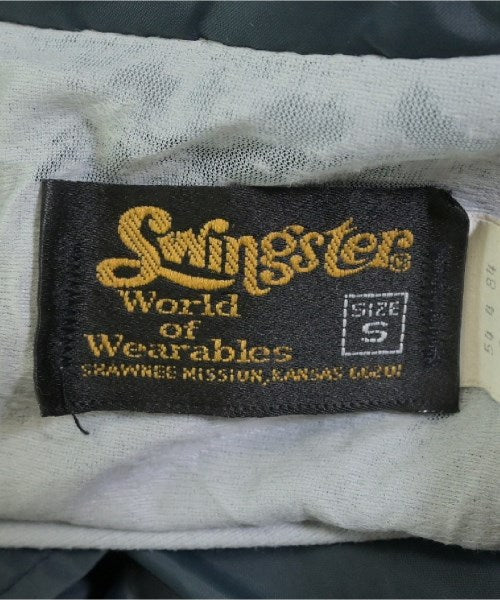 Swingster®
World
of
Wearables
SHAWNEE MISSION, KANSAS 66201
SIZE
S